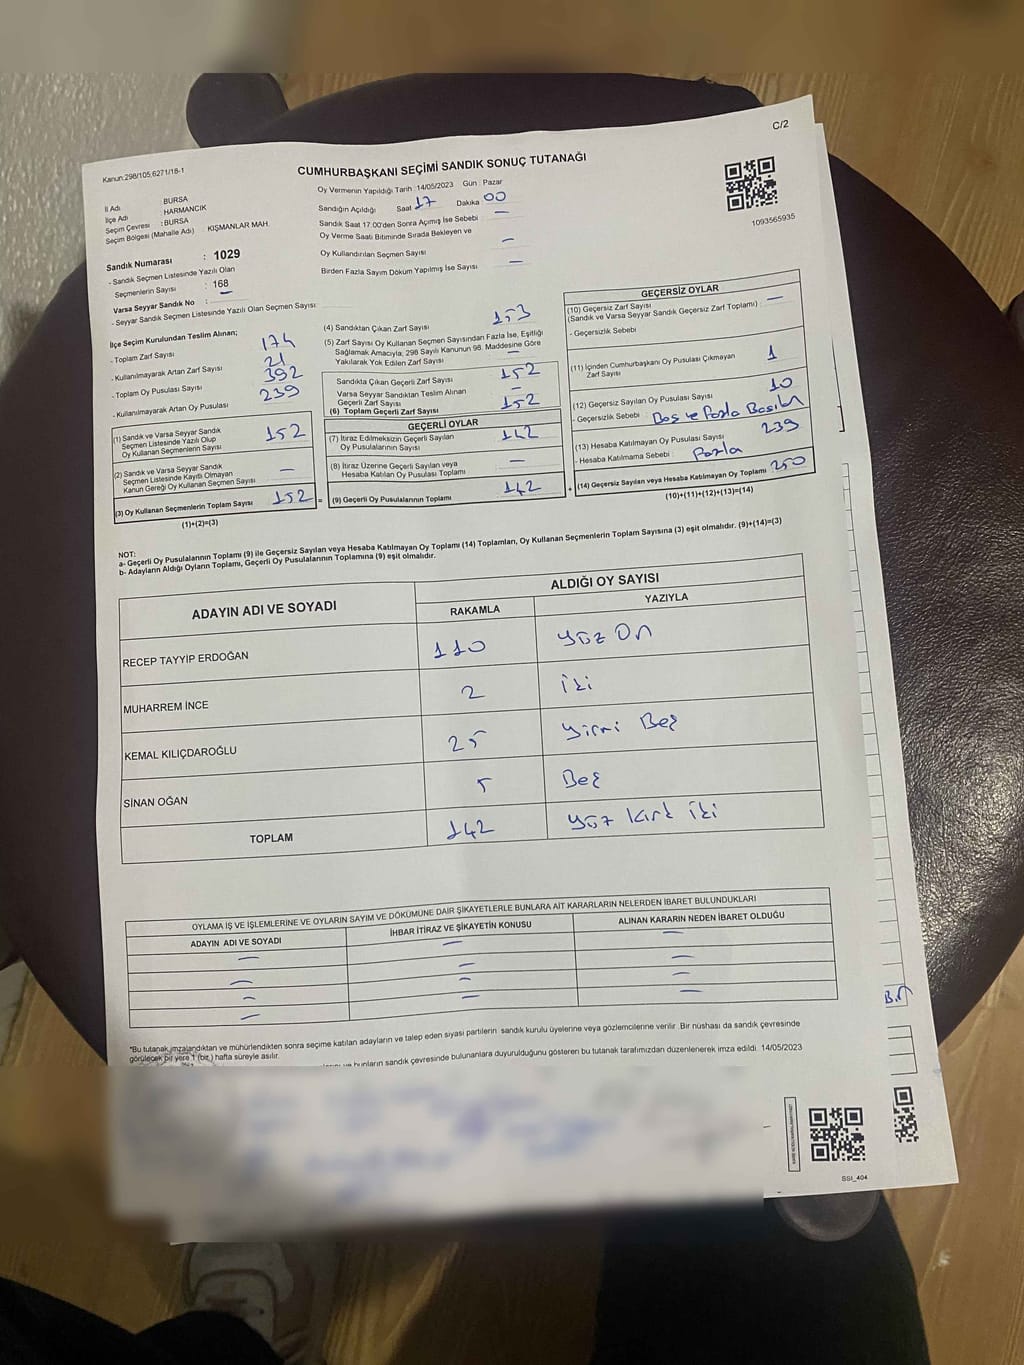 C/2
Kanun:298/105,6271/18-1
CUMHURBAŞKANI SEÇİMİ SANDIK SONUÇ TUTANAĞI
1093565935
İl Adı : BURSA
İlçe Adı : HARMANCIK
Seçim Çevresi : BURSA
Seçim Bölgesi (Mahalle Adı) : KIŞMANLAR MAH.
Sandık Numarası : 1029
- Sandık Seçmen Listesinde Yazılı Olan
Seçmenlerin Sayısı : 168
Varsa Seyyar Sandık No : —
- Seyyar Sandık Seçmen Listesinde Yazılı Olan Seçmen Sayısı:
Oy Vermenin Yapıldığı Tarih :14/05/2023 Gün : Pazar
Sandığın Açıldığı Saat 17 Dakika 00
Sandık Saat 17.00'den Sonra Açımış İse Sebebi —
Oy Verme Saati Bitiminde Sırada Bekleyen ve
Oy Kullandırılan Seçmen Sayısı —
Birden Fazla Sayım Döküm Yapılmış İse Sayısı —
İlçe Seçim Kurulundan Teslim Alınan;
- Toplam Zarf Sayısı 174
- Kullanılmayarak Artan Zarf Sayısı 21
- Toplam Oy Pusulası Sayısı 392
- Kullanılmayarak Artan Oy Pusulası 239
(1) Sandık ve Varsa Seyyar Sandık
Seçmen Listesinde Yazılı Olup
Oy Kullanan Seçmenlerin Sayısı 152
(2) Sandık ve Varsa Seyyar Sandık
Seçmen Listesinde Kayıtlı Olmayan
Kanun Gereği Oy Kullanan Seçmen Sayısı —
(3) Oy Kullanan Seçmenlerin Toplam Sayısı 152 =
(1)+(2)=(3)
(4) Sandıktan Çıkan Zarf Sayısı 153
(5) Zarf Sayısı Oy Kullanan Seçmen Sayısından Fazla İse, Eşitliği
Sağlamak Amacıyla; 298 Sayılı Kanunun 98. Maddesine Göre
Yakılarak Yok Edilen Zarf Sayısı —
Sandıkta Çıkan Geçerli Zarf Sayısı 152
Varsa Seyyar Sandıktan Teslim Alınan
Geçerli Zarf Sayısı —
(6) Toplam Geçerli Zarf Sayısı 152
GEÇERLİ OYLAR
(7) İtiraz Edilmeksizin Geçerli Sayılan
Oy Pusulalarının Sayısı 142
(8) İtiraz Üzerine Geçerli Sayılan veya
Hesaba Katılan Oy Pusulası Toplamı —
(9) Geçerli Oy Pusulalarının Toplamı 142 +
GEÇERSİZ OYLAR
(10) Geçersiz Zarf Sayısı
(Sandık ve Varsa Seyyar Sandık Geçersiz Zarf Toplamı) : —
- Geçersizlik Sebebi
(11) İçinden Cumhurbaşkanı Oy Pusulası Çıkmayan
Zarf Sayısı 1
(12) Geçersiz Sayılan Oy Pusulası Sayısı 10
- Geçersizlik Sebebi : Boş ve fazla Basılan
(13) Hesaba Katılmayan Oy Pusulası Sayısı 239
- Hesaba Katılmama Sebebi : Fazla
(14) Geçersiz Sayılan veya Hesaba Katılmayan Oy Toplamı 250
(10)+(11)+(12)+(13)=(14)
NOT:
a- Geçerli Oy Pusulalarının Toplamı (9) ile Geçersiz Sayılan veya Hesaba Katılmayan Oy Toplamı (14) Toplamları, Oy Kullanan Seçmenlerin Toplam Sayısına (3) eşit olmalıdır. (9)+(14)=(3)
b- Adayların Aldığı Oyların Toplamı, Geçerli Oy Pusulalarının Toplamına (9) eşit olmalıdır.
ADAYIN ADI VE SOYADI ALDIĞI OY SAYISI
RAKAMLA YAZIYLA
RECEP TAYYİP ERDOĞAN 110 Yüz On
MUHARREM İNCE 2 İki
KEMAL KILIÇDAROĞLU 25 Yirmi Beş
SİNAN OĞAN 5 Beş
TOPLAM 142 Yüz kırk iki
OYLAMA İŞ VE İŞLEMLERİNE VE OYLARIN SAYIM VE DÖKÜMÜNE DAİR ŞİKAYETLERLE BUNLARA AİT KARARLARIN NELERDEN İBARET BULUNDUKLARI
ADAYIN ADI VE SOYADI İHBAR İTİRAZ VE ŞİKAYETİN KONUSU ALINAN KARARIN NEDEN İBARET OLDUĞU
— — —
— — —
— — —
— — —
"Bu tutanak,imzalandıktan ve mühürlendikten sonra seçime katılan adayların ve talep eden siyasi partilerin sandık kurulu üyelerine veya gözlemcilerine verilir. Bir nüshası da sandık çevresinde
görülecek bir yere 1 (bir) hafta süreyle asılır.
bunların sandık çevresinde bulunanlara duyurulduğunu gösteren bu tutanak tarafımızdan düzenlenerek imza edildi. 14/05/2023
SSI_404